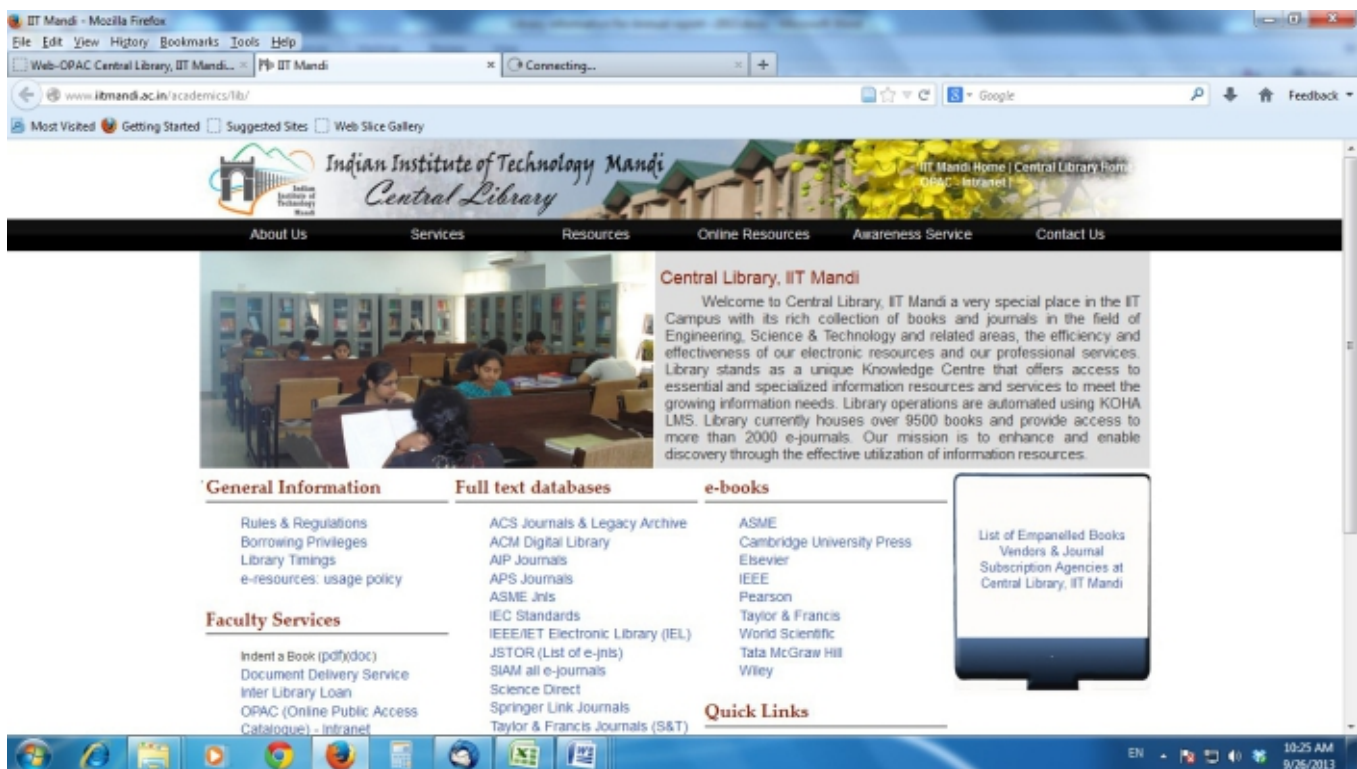 IIT Mandi - Mozilla Firefox
File Edit View History Bookmarks Tools Help
Web-OPAC Central Library, IIT Mandi...
IIT Mandi
Connecting...
www.iitmandi.ac.in/academics/lib/
Google
Feedback
Most Visited Getting Started Suggested Sites Web Slice Gallery
Indian Institute of Technology Mandi
Central Library
Indian
Institute of
Technology
Mandi
IIT Mandi Home | Central Library Home
OPAC - Intranet |
About Us Services Resources Online Resources Awareness Service Contact Us
Central Library, IIT Mandi
Welcome to Central Library, IIT Mandi a very special place in the IIT
Campus with its rich collection of books and journals in the field of
Engineering, Science & Technology and related areas, the efficiency and
effectiveness of our electronic resources and our professional services.
Library stands as a unique Knowledge Centre that offers access to
essential and specialized information resources and services to meet the
growing information needs. Library operations are automated using KOHA
LMS. Library currently houses over 9500 books and provide access to
more than 2000 e-journals. Our mission is to enhance and enable
discovery through the effective utilization of information resources.
General Information
Rules & Regulations
Borrowing Privileges
Library Timings
e-resources: usage policy
Faculty Services
Indent a Book (pdf)(doc)
Document Delivery Service
Inter Library Loan
OPAC (Online Public Access
Catalogue) - Intranet
Full text databases
ACS Journals & Legacy Archive
ACM Digital Library
AIP Journals
APS Journals
ASME Jnls
IEC Standards
IEEE/IET Electronic Library (IEL)
JSTOR (List of e-jnls)
SIAM all e-journals
Science Direct
Springer Link Journals
Taylor & Francis Journals (S&T)
e-books
ASME
Cambridge University Press
Elsevier
IEEE
Pearson
Taylor & Francis
World Scientific
Tata McGraw Hill
Wiley
Quick Links
List of Empanelled Books
Vendors & Journal
Subscription Agencies at
Central Library, IIT Mandi
EN
10:25 AM
9/26/2013